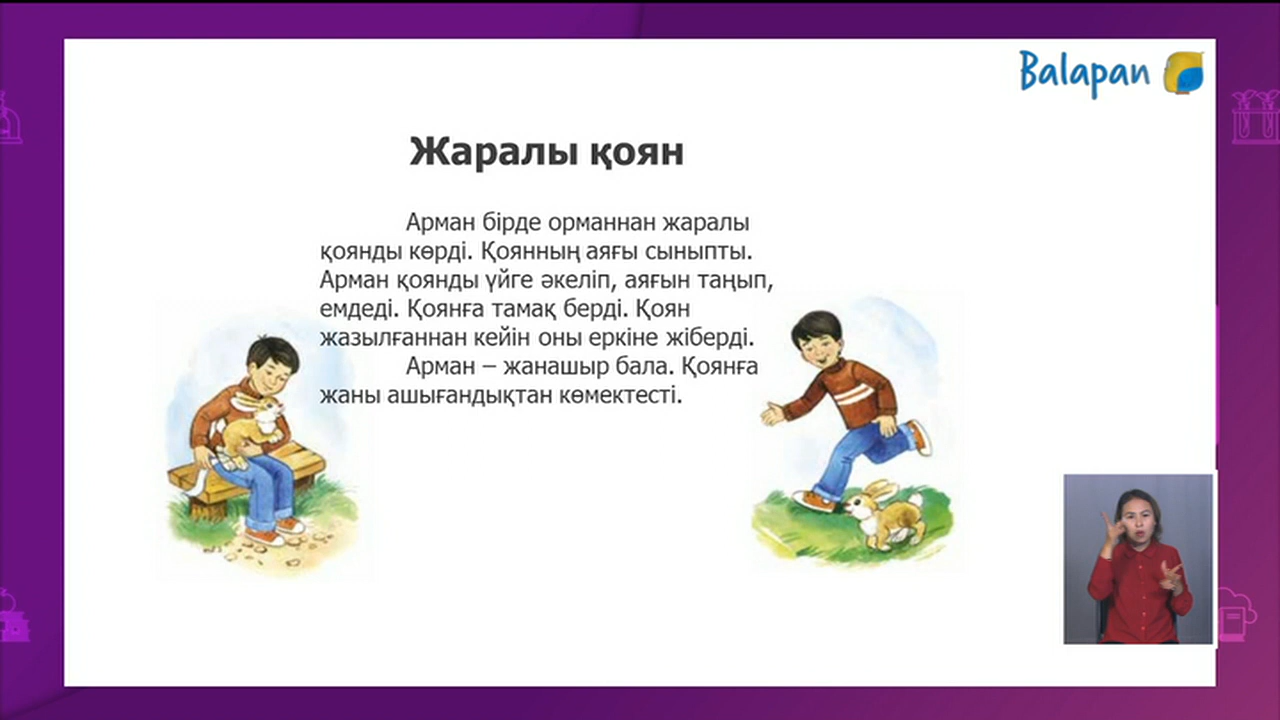 Balapan
Жаралы қоян
Арман бірде орманнан жаралы
қоянды көрді. Қоянның аяғы сыныпты.
Арман қоянды үйге әкеліп, аяғын таңып,
емдеді. Қоянға тамақ берді. Қоян
жазылғаннан кейін оны еркіне жіберді.
Арман – жанашыр бала. Қоянға
жаны ашығандықтан көмектесті.